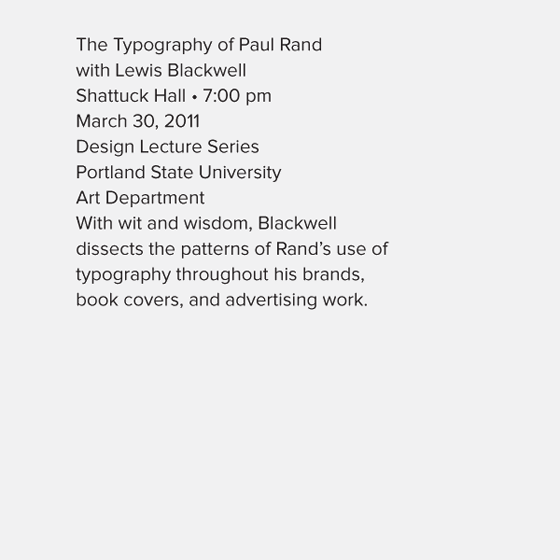 The Typography of Paul Rand
with Lewis Blackwell
Shattuck Hall • 7:00 pm
March 30, 2011
Design Lecture Series
Portland State University
Art Department
With wit and wisdom, Blackwell
dissects the patterns of Rand’s use of
typography throughout his brands,
book covers, and advertising work.